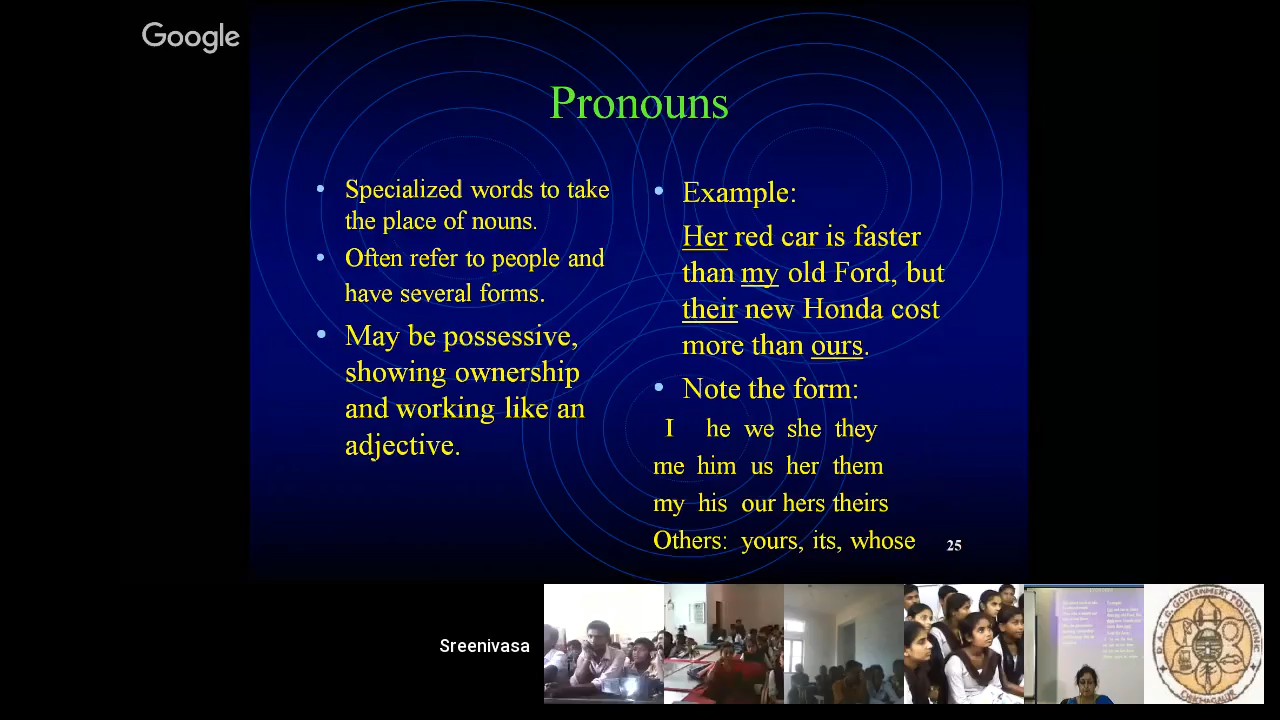 Google
Pronouns
• Specialized words to take
the place of nouns.
• Often refer to people and
have several forms.
• May be possessive,
showing ownership
and working like an
adjective.
• Example:
Her red car is faster
than my old Ford, but
their new Honda cost
more than ours.
• Note the form:
I he we she they
me him us her them
my his our hers theirs
Others: yours, its, whose
25
Sreenivasa
D.A.C.G. GOVERNMENT POLYTECHNIC
CHICKMAGALUR